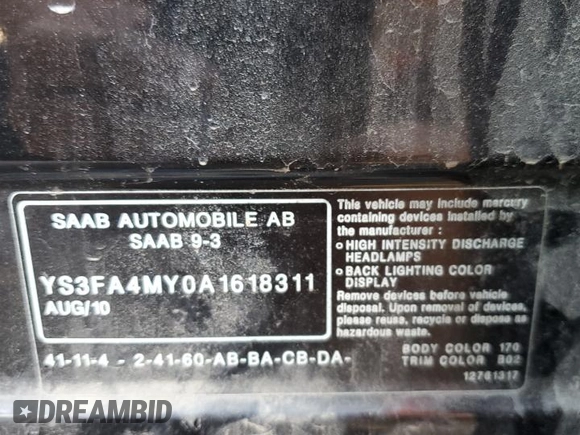 SAAB AUTOMOBILE AB
SAAB 9-3
YS3FA4MY0A1618311
AUG/10
41-11-4 - 2-41-60-AB-BA-CB-DA-
This vehicle may include mercury
containing devices installed by
the manufacturer :
HIGH INTENSITY DISCHARGE
HEADLAMPS
BACK LIGHTING COLOR
DISPLAY
Remove devices before vehicle
disposal. Upon removal of devices,
please reuse, recycle or dispose as
hazardous waste.
BODY COLOR 170
TRIM COLOR B02
12761317
DREAMBID